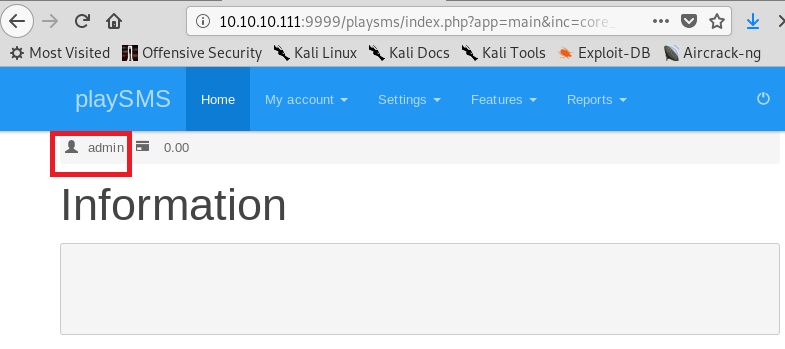 10.10.10.111:9999/playsms/index.php?app=main&inc=core_
Most Visited Offensive Security Kali Linux Kali Docs Kali Tools Exploit-DB Aircrack-ng
playSMS Home My account Settings Features Reports
admin 0.00
Information